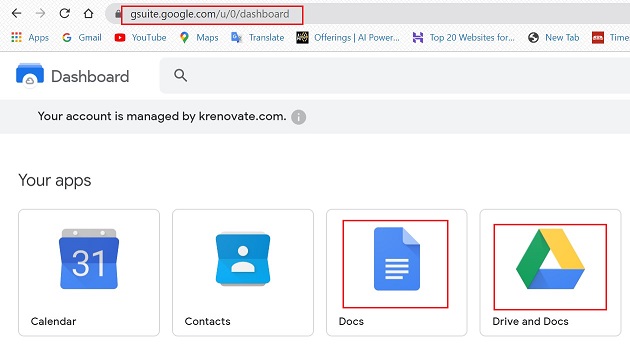 gsuite.google.com/u/0/dashboard
Apps Gmail YouTube Maps Translate Offerings | AI Power... Top 20 Websites for... New Tab Times
Dashboard
Your account is managed by krenovate.com.
Your apps
31
Calendar Contacts Docs Drive and Docs